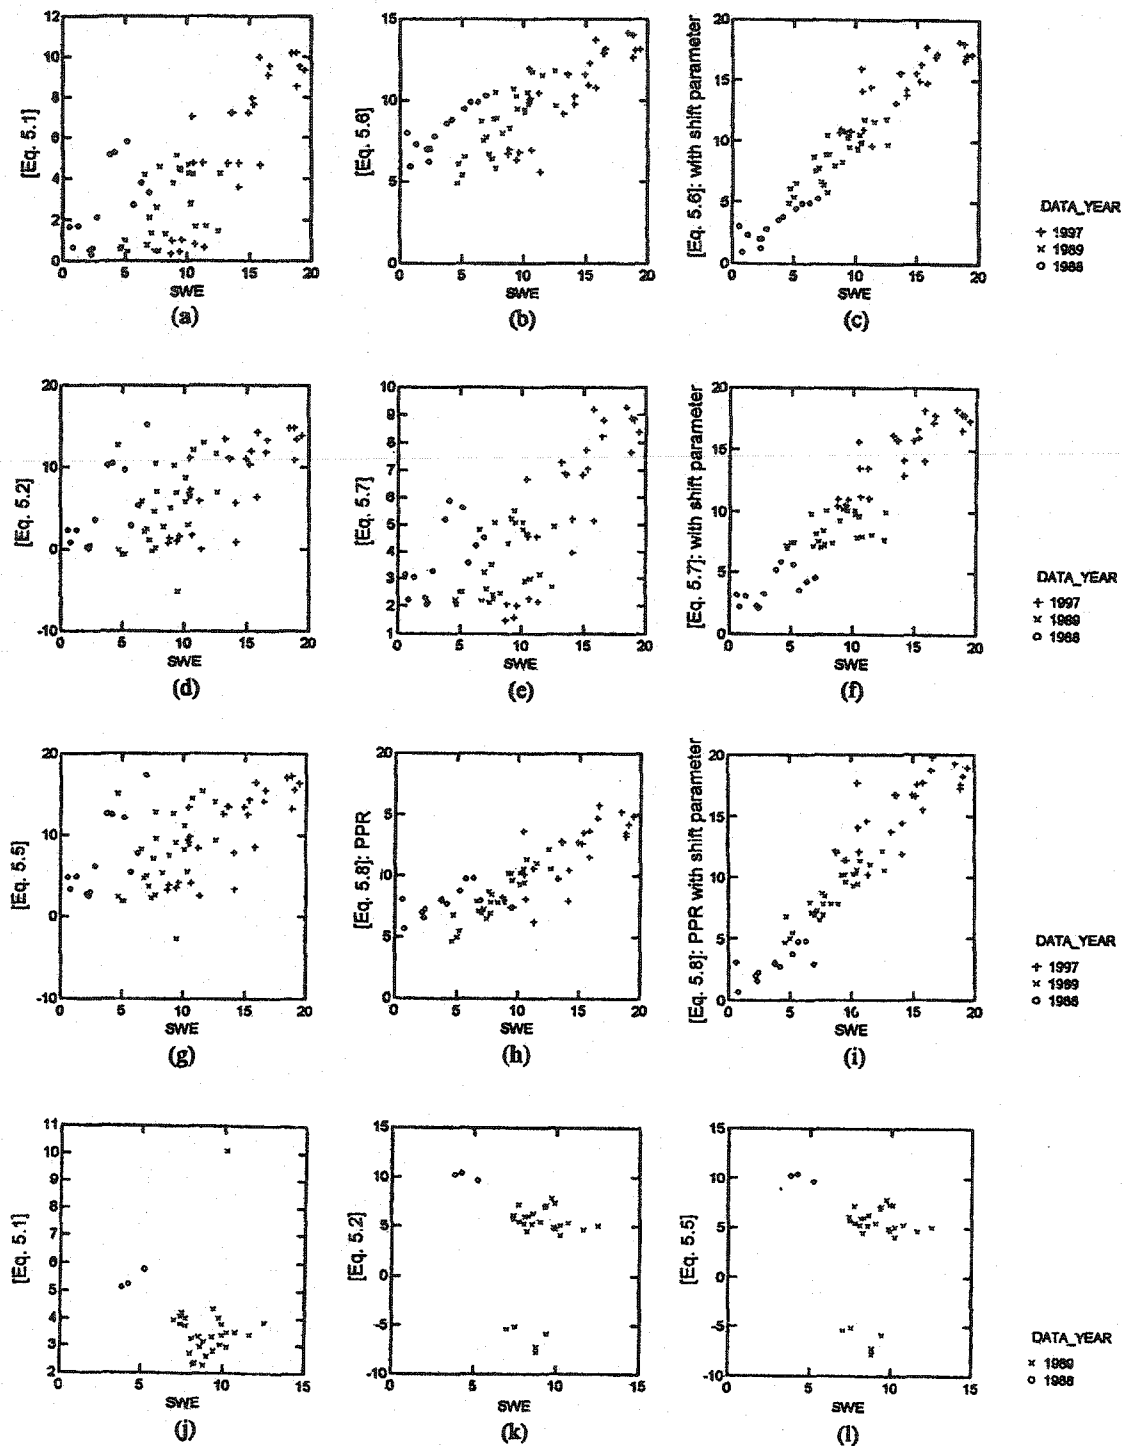 12
10
8
6
4
2
0
[Eq. 5.1]
0 5 10 15 20
SWE
(a)
15
10
5
0
[Eq. 5.6]
0 5 10 15 20
SWE
(b)
20
15
10
5
0
[Eq. 5.6]: with shift parameter
0 5 10 15 20
SWE
(c)
DATA_YEAR
+ 1997
× 1989
o 1988
20
10
0
-10
[Eq. 5.2]
0 5 10 15 20
SWE
(d)
10
9
8
7
6
5
4
3
2
1
[Eq. 5.7]
0 5 10 15 20
SWE
(e)
20
15
10
5
0
[Eq. 5.7]: with shift parameter
0 5 10 15 20
SWE
(f)
DATA_YEAR
+ 1997
× 1989
o 1988
20
10
0
-10
[Eq. 5.5]
0 5 10 15 20
SWE
(g)
20
15
10
5
0
[Eq. 5.8]: PPR
0 5 10 15 20
SWE
(h)
20
15
10
5
0
[Eq. 5.8]: PPR with shift parameter
0 5 10 15 20
SWE
(i)
DATA_YEAR
+ 1997
× 1989
o 1988
11
10
9
8
7
6
5
4
3
2
[Eq. 5.1]
0 5 10 15
SWE
(j)
15
10
5
0
-5
-10
[Eq. 5.2]
0 5 10 15
SWE
(k)
15
10
5
0
-5
-10
[Eq. 5.5]
0 5 10 15
SWE
(l)
DATA_YEAR
× 1989
o 1988